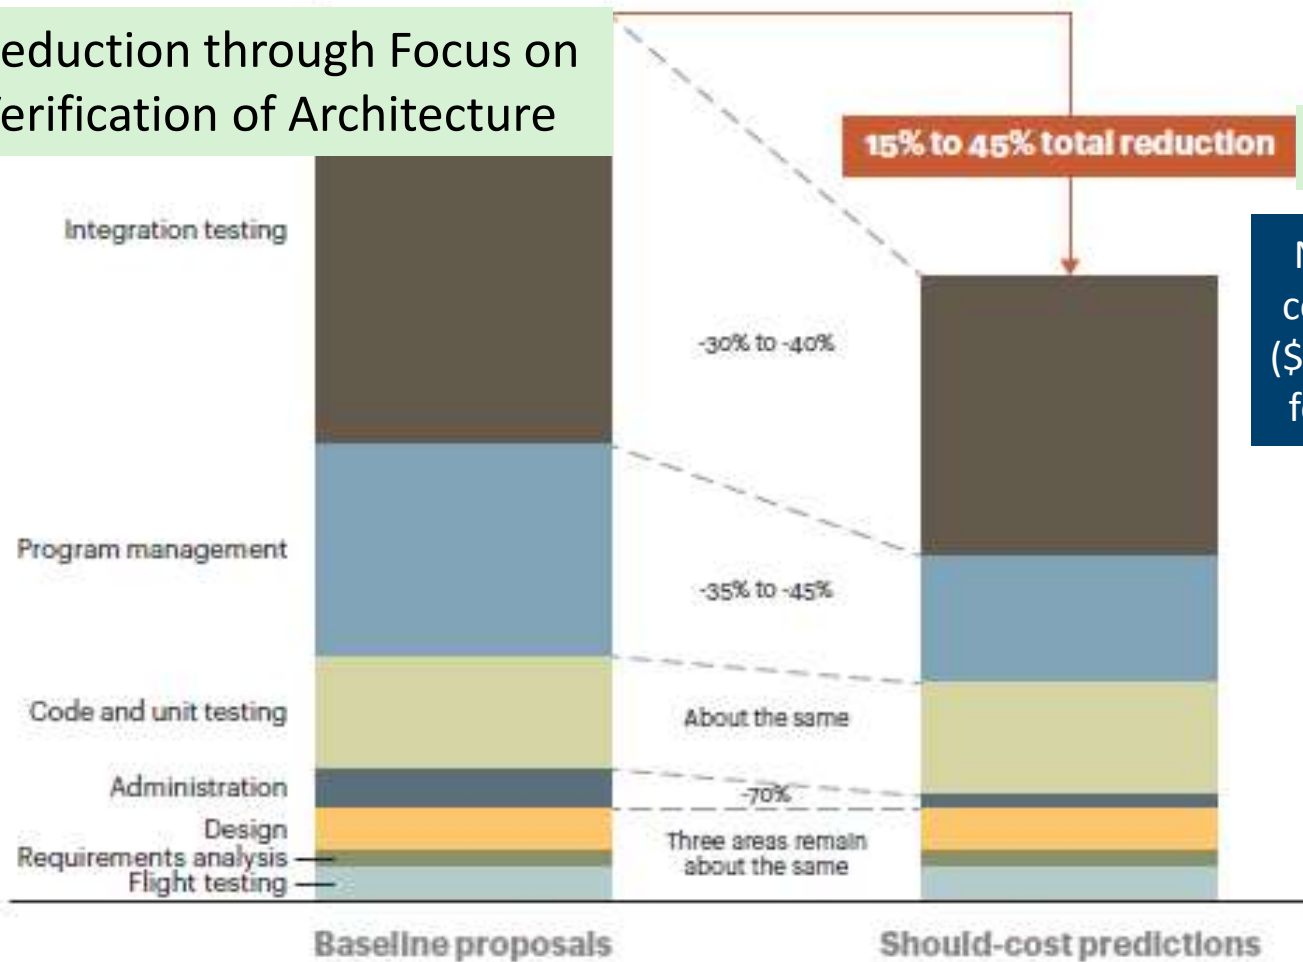 eduction through Focus on
erification of Architecture
15% to 45% total reduction
Integration testing
-30% to -40%
($
Program management
-35% to -45%
Code and unit testing
About the same
Administration
-70%
Design
Three areas remain
about the same
Requirements analysis
Flight testing
Baseline proposals
Should-cost predictions